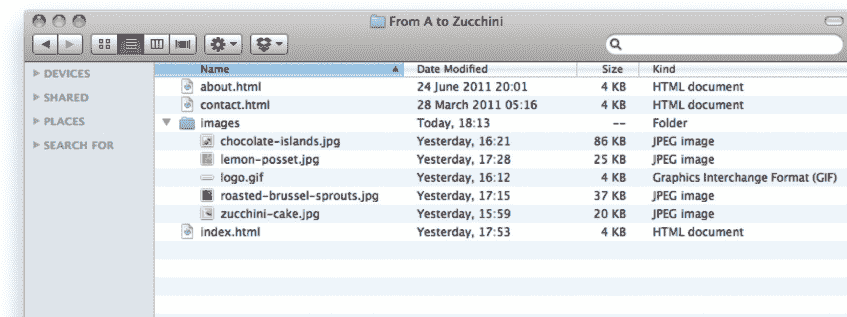 From A to Zucchini
Name Date Modified Size Kind
DEVICES
SHARED
PLACES
SEARCH FOR
about.html 24 June 2011 20:01 4 KB HTML document
contact.html 28 March 2011 05:16 4 KB HTML document
images Today, 18:13 -- Folder
chocolate-islands.jpg Yesterday, 16:21 86 KB JPEG image
lemon-posset.jpg Yesterday, 17:28 25 KB JPEG image
logo.gif Yesterday, 16:12 4 KB Graphics Interchange Format (GIF)
roasted-brussel-sprouts.jpg Yesterday, 17:15 37 KB JPEG image
zucchini-cake.jpg Yesterday, 15:59 20 KB JPEG image
index.html Yesterday, 17:53 4 KB HTML document